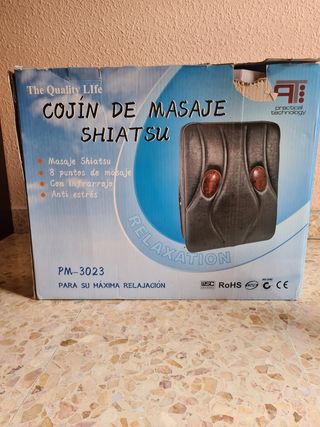 The Quality LIfe
COJÍN DE MASAJE
SHIATSU
practical
technology
Masaje Shiatsu
8 puntos de masaje
Con infrarrojo
Anti estrés
RELAXATION
PM-3023
PARA SU MÁXIMA RELAJACIÓN
RoHS
CE